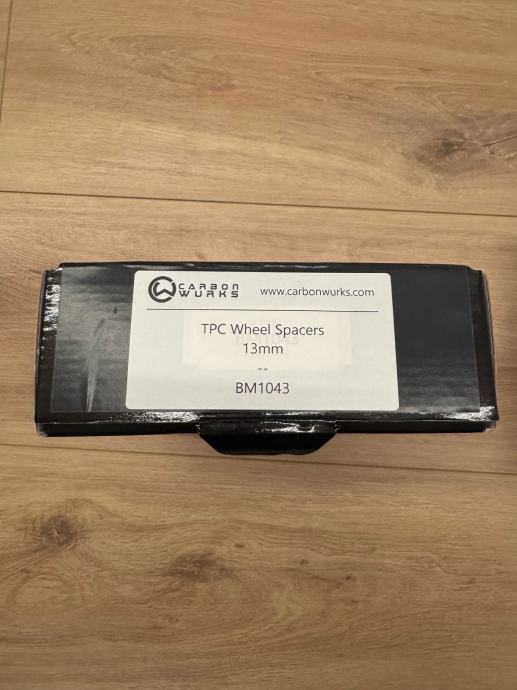 CARBON
WURKS
www.carbonwurks.com
TPC Wheel Spacers
13mm
--
BM1043